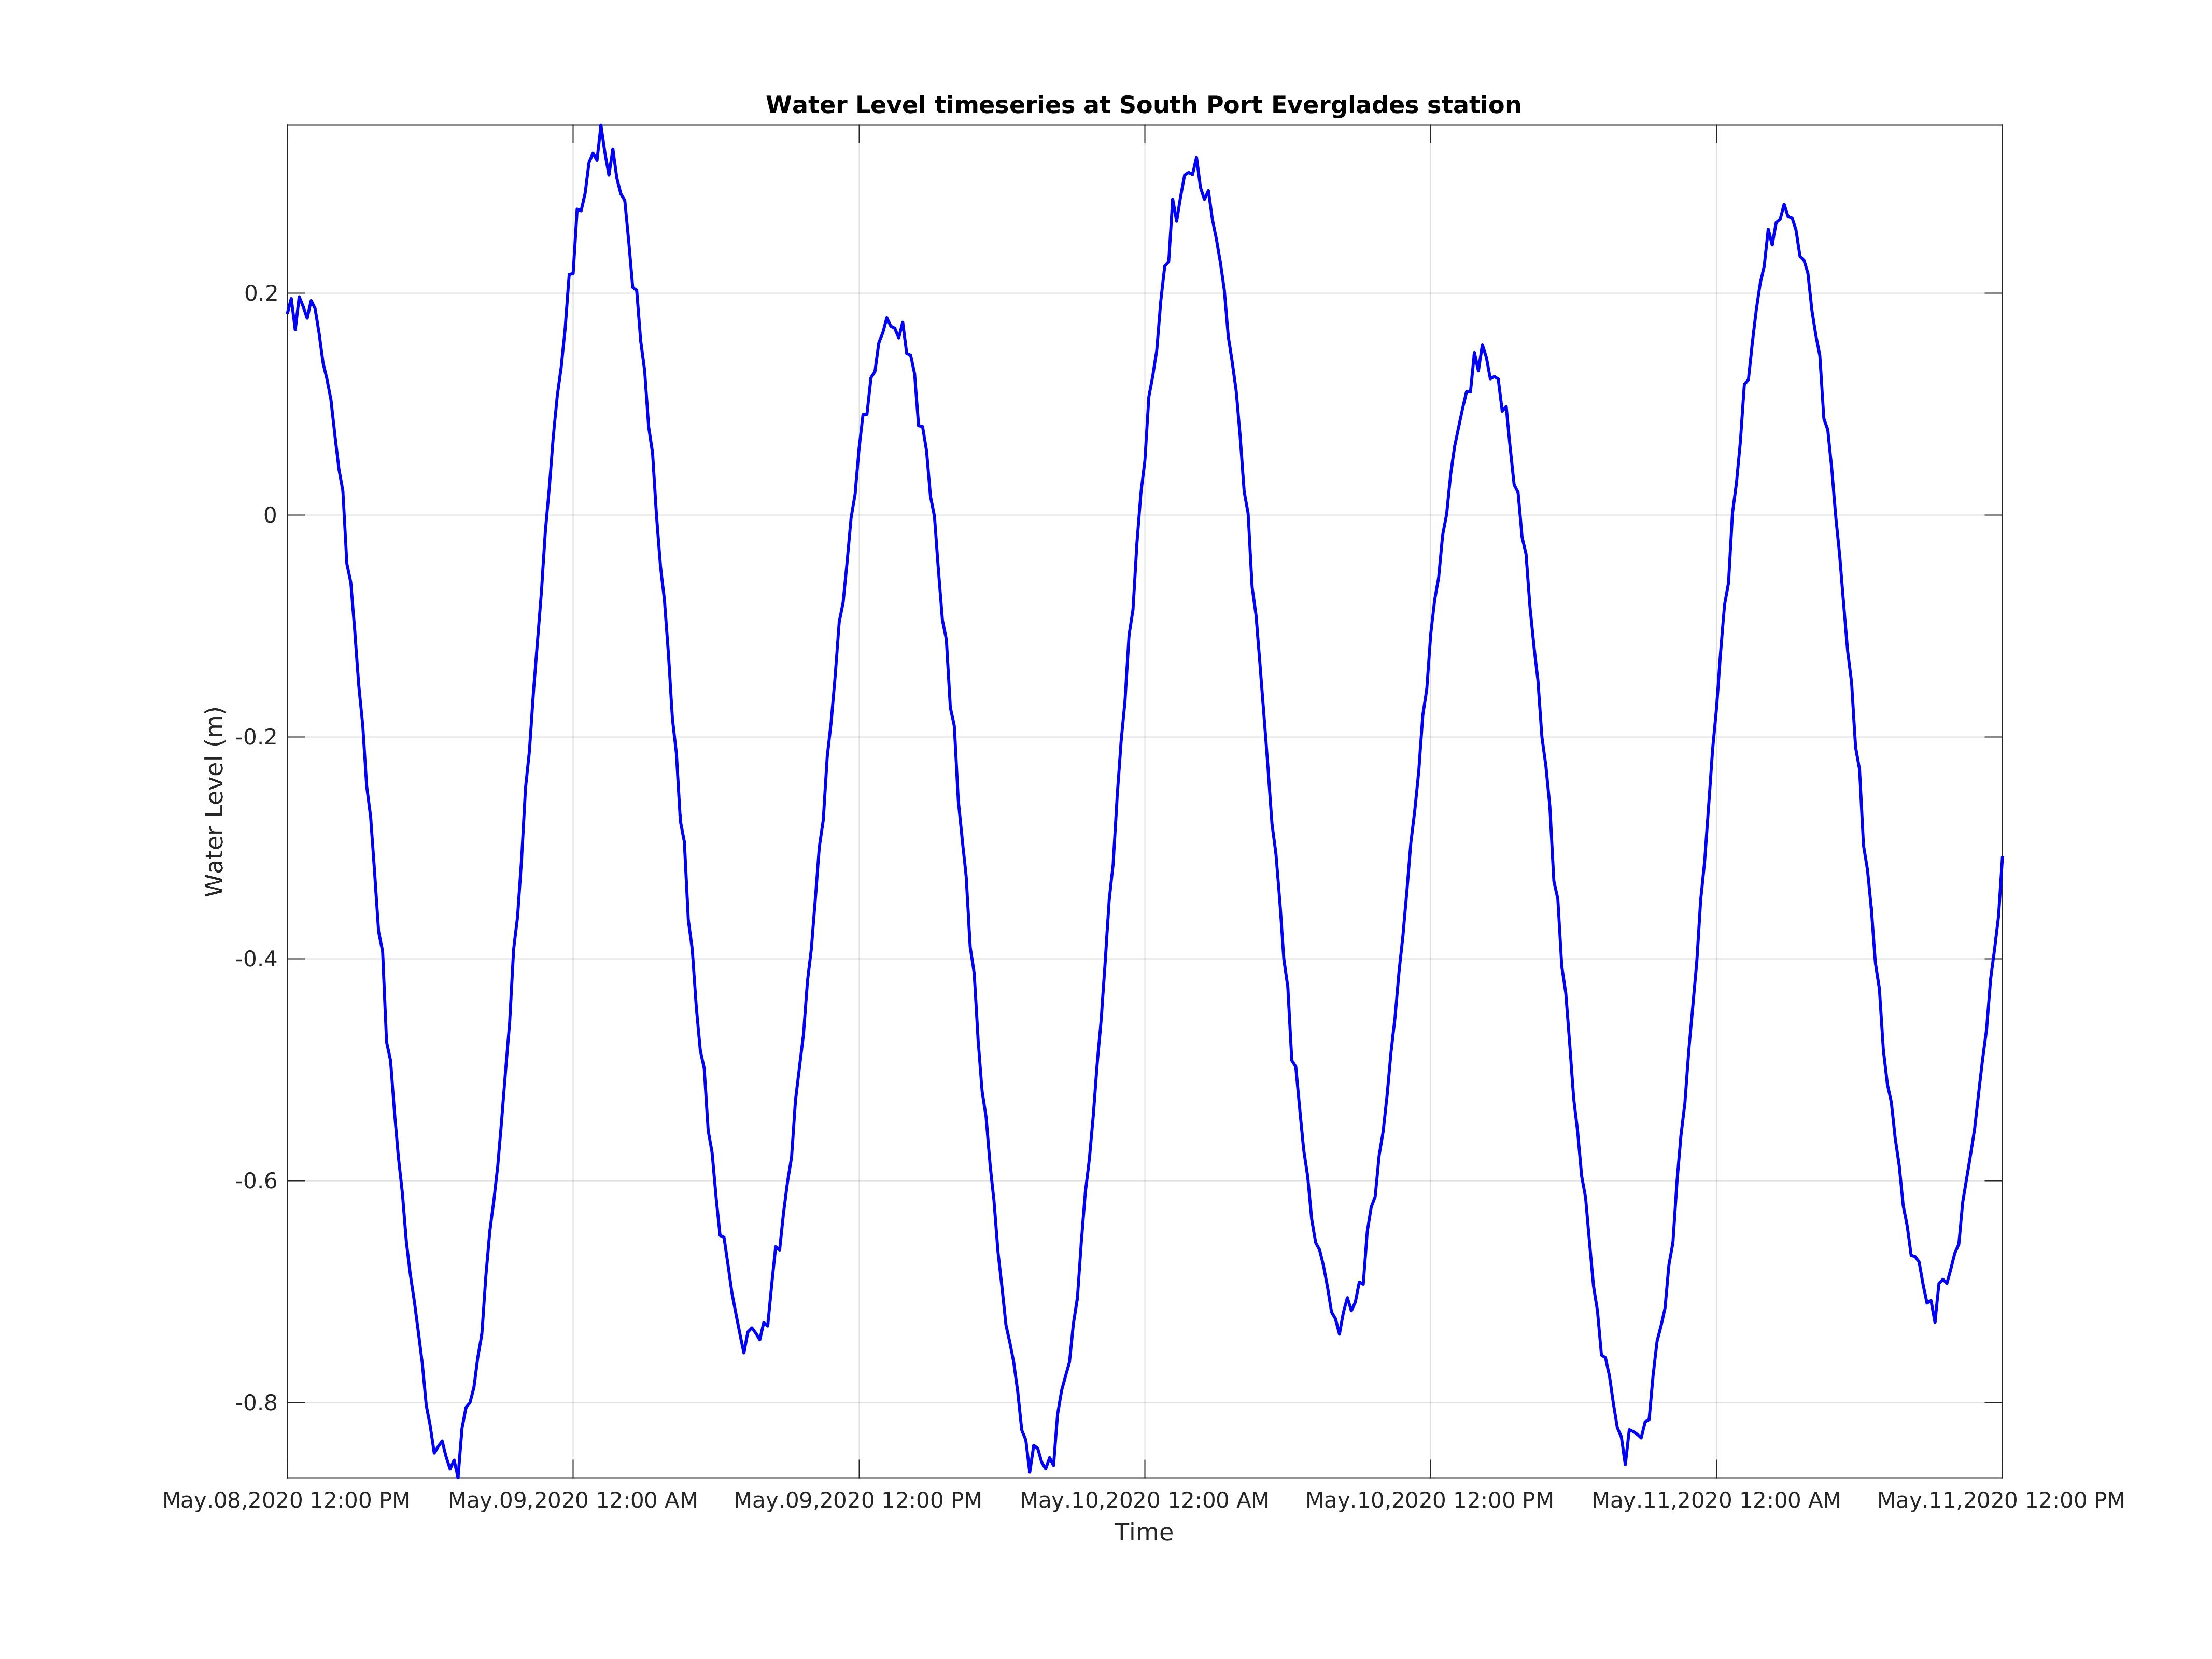 Water Level timeseries at South Port Everglades station
0.2
0
-0.2
-0.4
-0.6
-0.8
Water Level (m)
May.08,2020 12:00 PM
May.09,2020 12:00 AM
May.09,2020 12:00 PM
May.10,2020 12:00 AM
May.10,2020 12:00 PM
May.11,2020 12:00 AM
May.11,2020 12:00 PM
Time